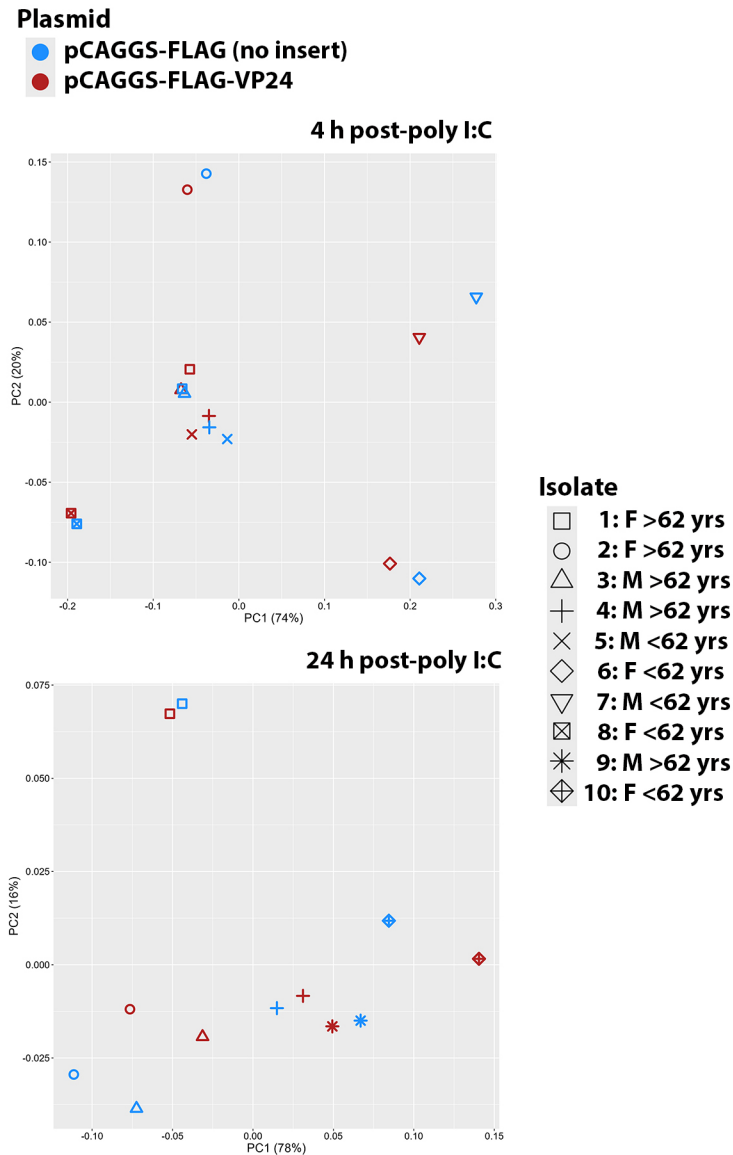 Plasmid
pCAGGS-FLAG (no insert)
pCAGGS-FLAG-VP24
4 h post-poly I:C
0.15
0.10
0.05
0.00
-0.05
-0.10
PC2 (20%)
-0.2 -0.1 0.0 0.1 0.2 0.3
PC1 (74%)
24 h post-poly I:C
0.075
0.050
0.025
0.000
-0.025
PC2 (16%)
-0.10 -0.05 0.00 0.05 0.10 0.15
PC1 (78%)
Isolate
1: F >62 yrs
2: F >62 yrs
3: M >62 yrs
4: M >62 yrs
5: M <62 yrs
6: F <62 yrs
7: M <62 yrs
8: F <62 yrs
9: M >62 yrs
10: F <62 yrs